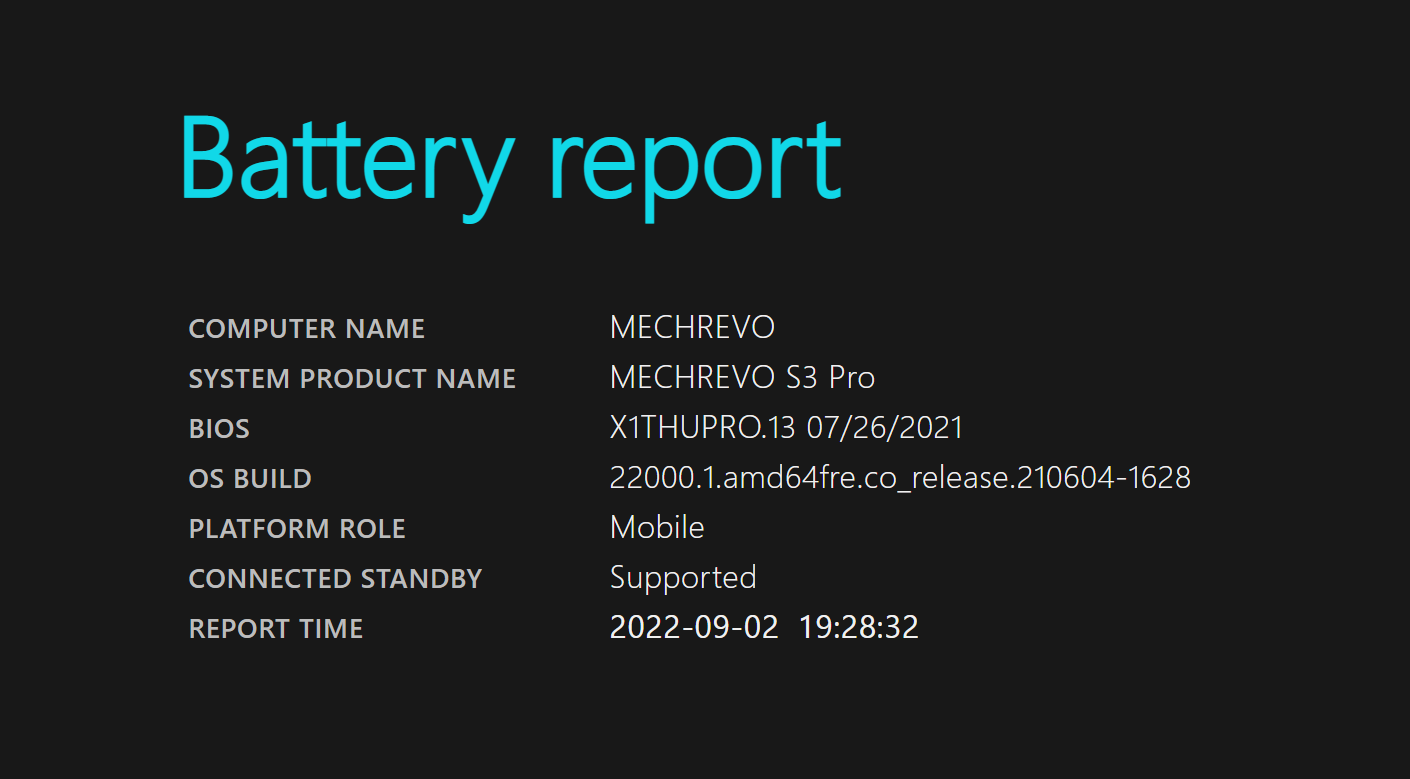 Battery report
COMPUTER NAME MECHREVO
SYSTEM PRODUCT NAME MECHREVO S3 Pro
BIOS X1THUPRO.13 07/26/2021
OS BUILD 22000.1.amd64fre.co_release.210604-1628
PLATFORM ROLE Mobile
CONNECTED STANDBY Supported
REPORT TIME 2022-09-02 19:28:32